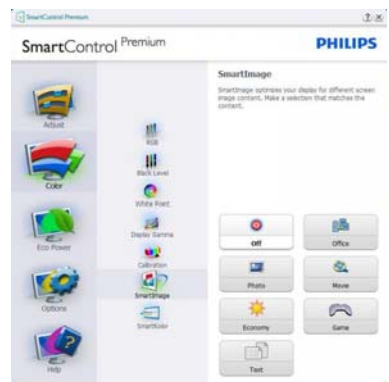 SmartControl Premium
SmartControl Premium
PHILIPS
Adjust
Color
Eco Power
Options
Help
RGB
Black Level
White Point
Display Gamma
Calibration
SmartImage
SmartKolor
SmartImage
SmartImage optimizes your display for different screen
image content. Make a selection that matches the
content.
Off
Office
Photo
Movie
Economy
Game
Text